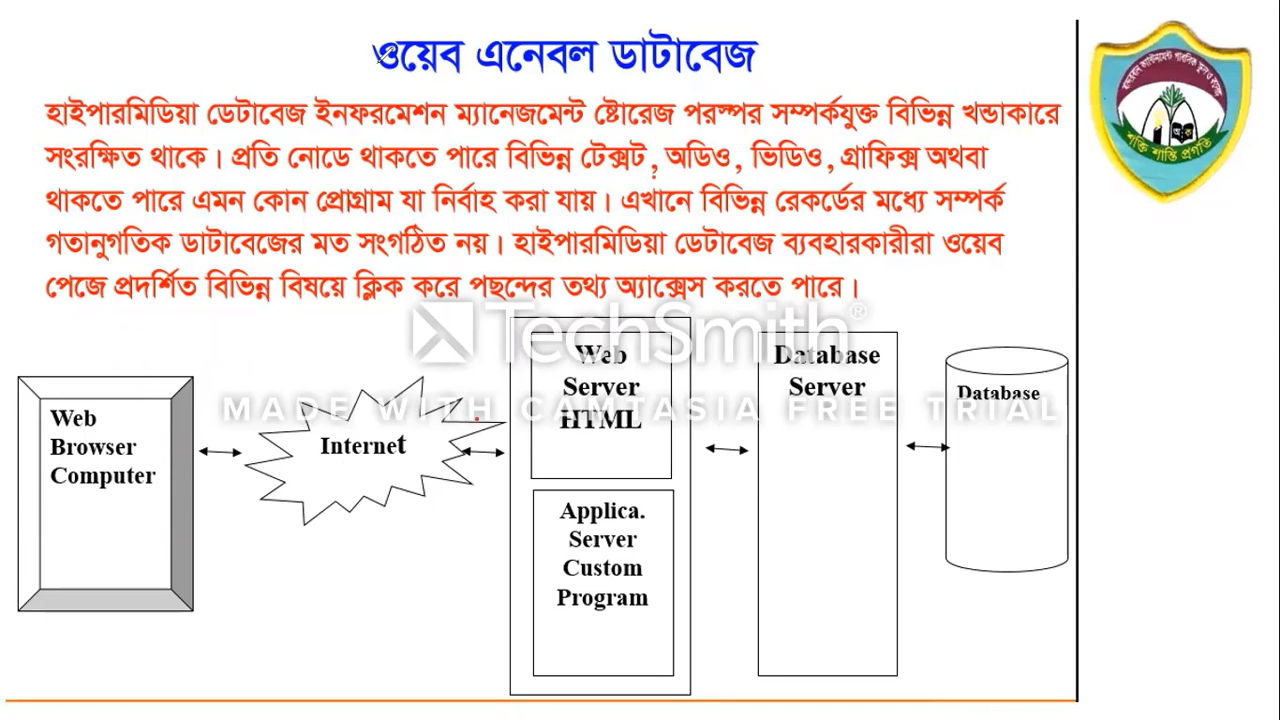 ওয়েব এনেবল ডাটাবেজ
হাইপারমিডিয়া ডেটাবেজ ইনফরমেশন ম্যানেজমেন্ট ষ্টোরেজ পরস্পর সম্পর্কযুক্ত বিভিন্ন খন্ডাকারে
সংরক্ষিত থাকে। প্রতি নোডে থাকতে পারে বিভিন্ন টেক্সট, অডিও, ভিডিও, গ্রাফিক্স অথবা
থাকতে পারে এমন কোন প্রোগ্রাম যা নির্বাহ করা যায়। এখানে বিভিন্ন রেকর্ডের মধ্যে সম্পর্ক
গতানুগতিক ডাটাবেজের মত সংগঠিত নয়। হাইপারমিডিয়া ডেটাবেজ ব্যবহারকারীরা ওয়েব
পেজে প্রদর্শিত বিভিন্ন বিষয়ে ক্লিক করে পছন্দের তথ্য অ্যাক্সেস করতে পারে।
TechSmith®
MADE WITH CAMTASIA FREE TRIAL
Web
Browser
Computer
Internet
Web
Server
HTML
Applica.
Server
Custom
Program
Database
Server
Database
শক্তি শান্তি প্রগতি